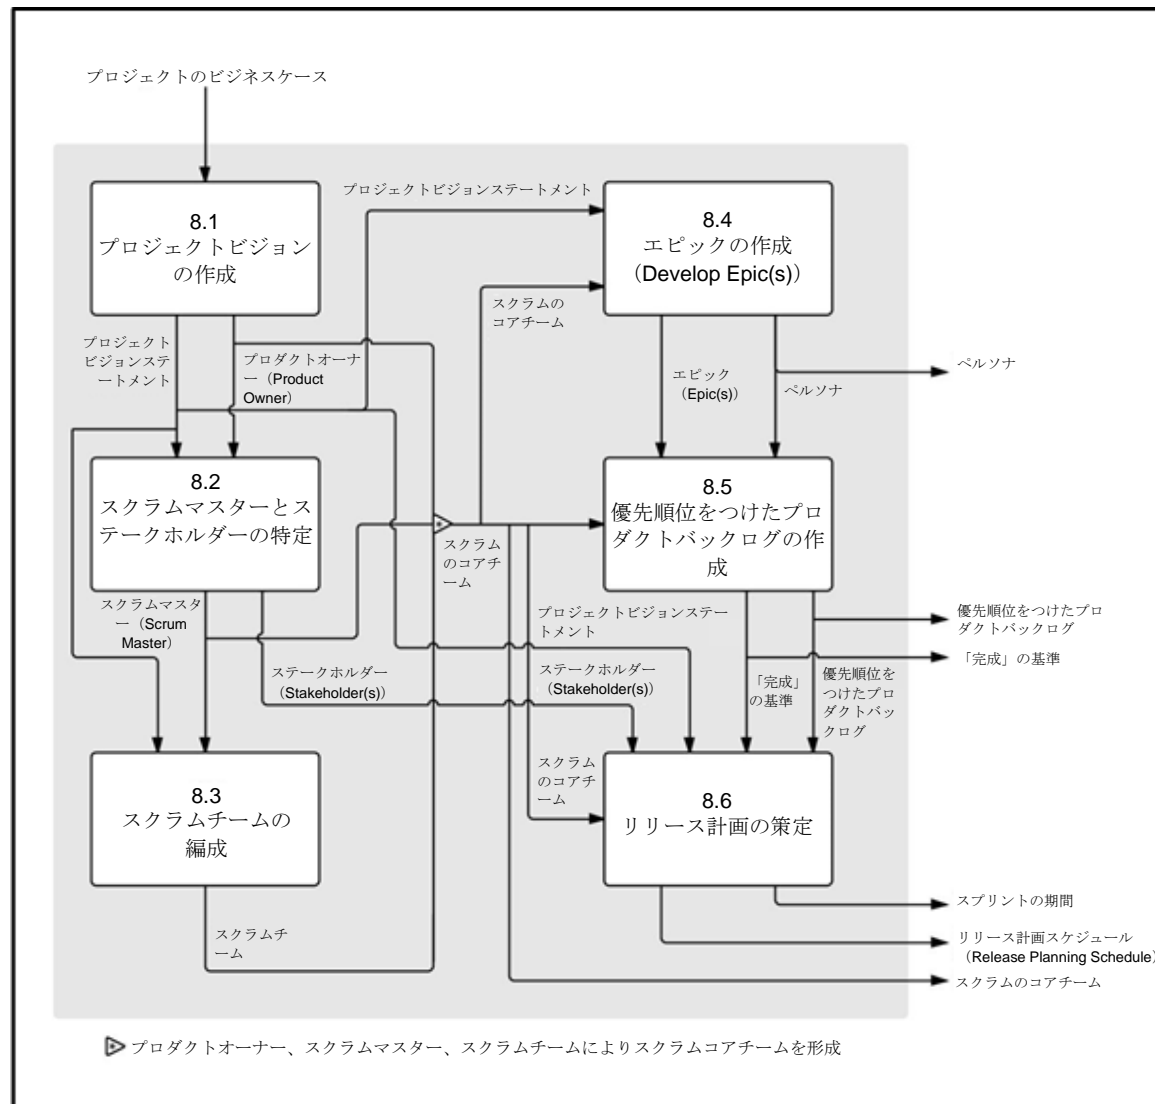 プロジェクトのビジネスケース
8.1
プロジェクトビジョン
の作成
プロジェクトビジョンステートメント
8.4
エピックの作成
（Develop Epic(s)）
スクラムの
コアチーム
プロジェクト
ビジョンステ
ートメント
プロダクトオーナ
ー（Product
Owner）
エピック
（Epic(s)）
ペルソナ
ペルソナ
8.2
スクラムマスターとス
テークホルダーの特定
スクラム
のコアチ
ーム
8.5
優先順位をつけたプロ
ダクトバックログの作
成
スクラムマスタ
ー（Scrum
Master）
ステークホルダー
（Stakeholder(s)）
プロジェクトビジョンステー
トメント
ステークホルダー
（Stakeholder(s)）
「完成」
の基準
優先順位を
つけたプロ
ダクトバッ
クログ
優先順位をつけたプロ
ダクトバックログ
「完成」の基準
8.3
スクラムチームの
編成
スクラム
のコアチ
ーム
8.6
リリース計画の策定
スクラムチ
ーム
スプリントの期間
リリース計画スケジュール
（Release Planning Schedule）
スクラムのコアチーム
プロダクトオーナー、スクラムマスター、スクラムチームによりスクラムコアチームを形成